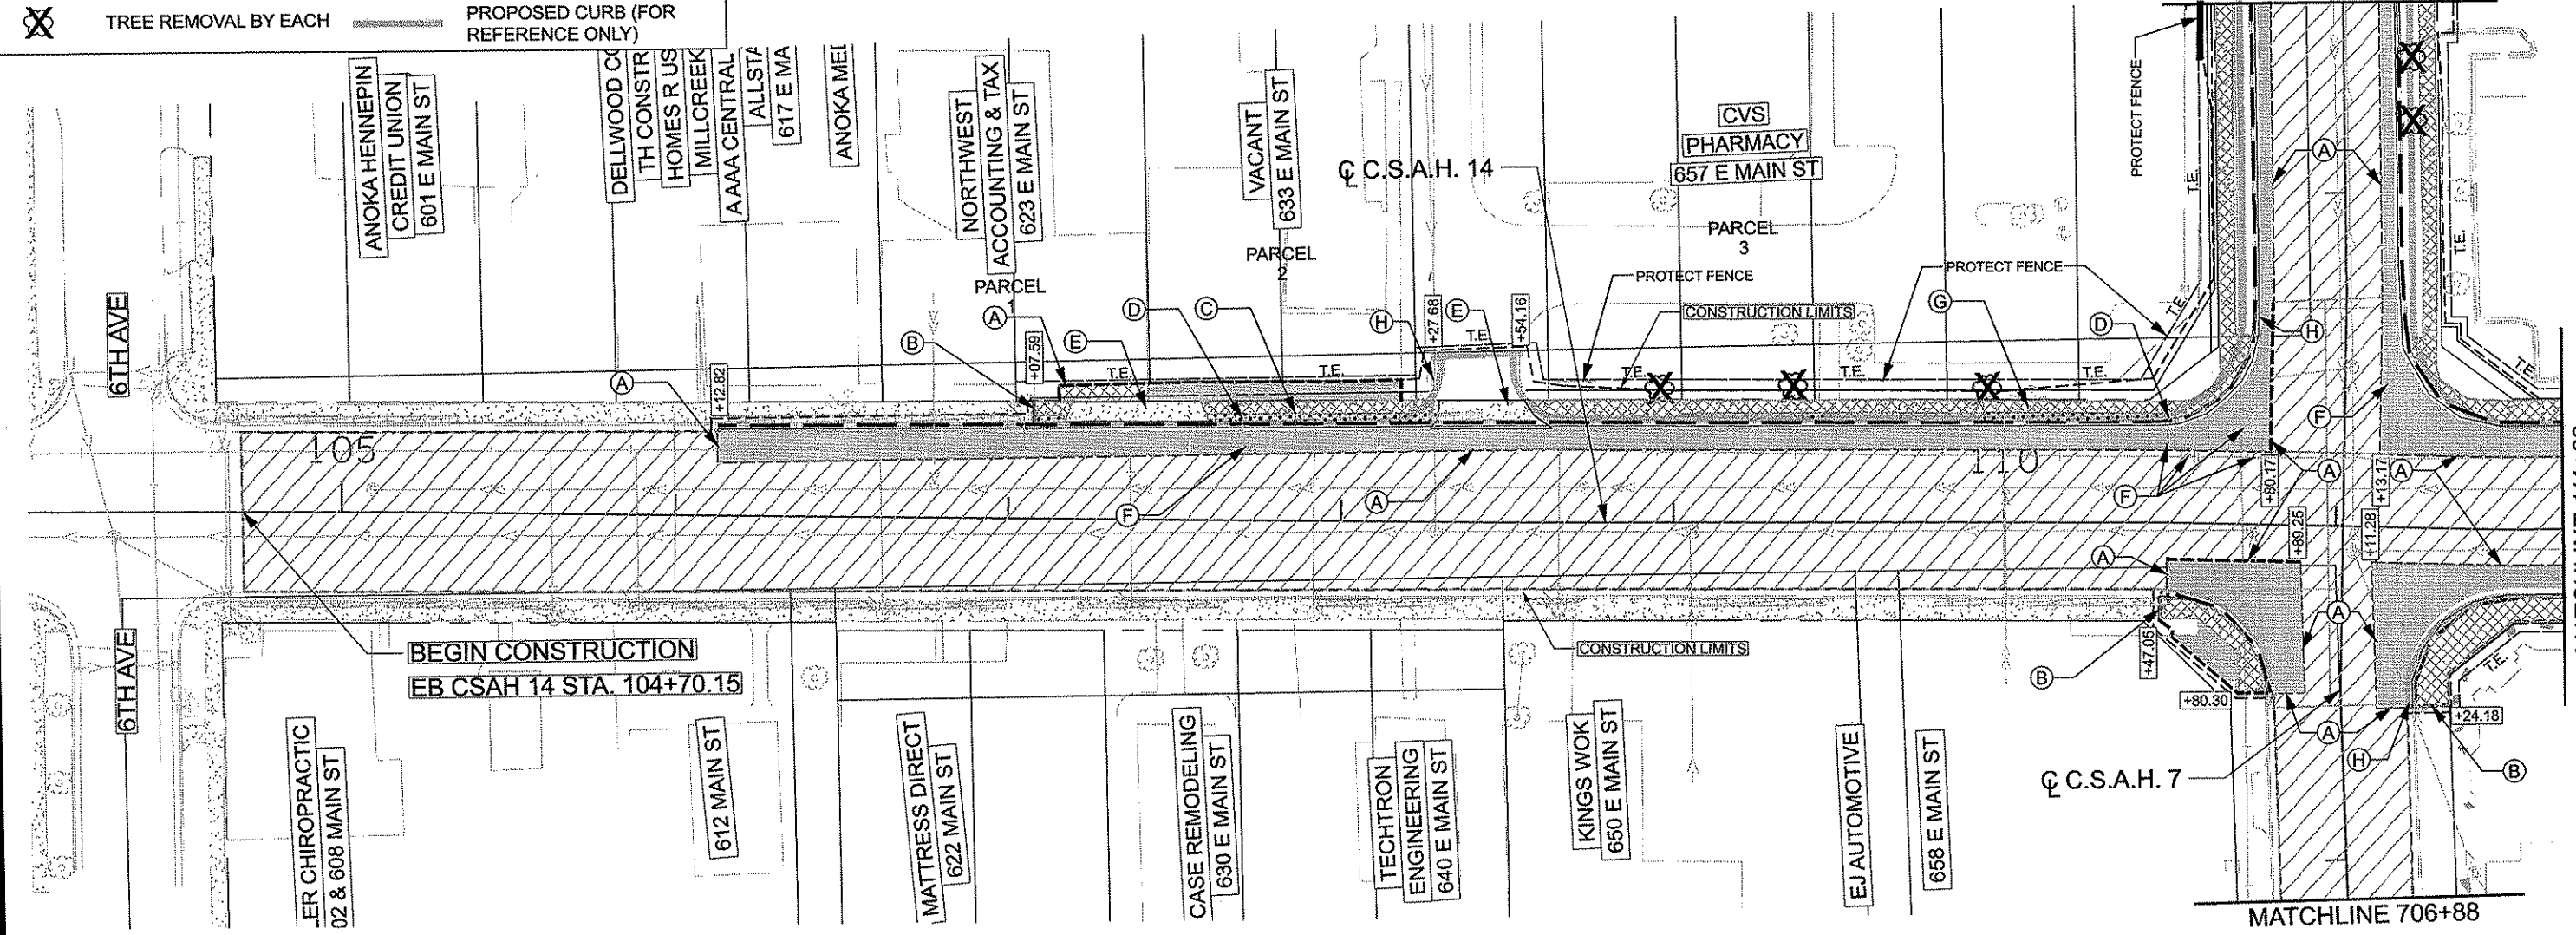 TREE REMOVAL BY EACH
PROPOSED CURB (FOR
REFERENCE ONLY)
ANOKA HENNEPIN
CREDIT UNION
601 E MAIN ST
DELLWOOD
TH CONSTR
HOMES R US
MILLCREEK
A AAA CENTRAL
ALLSTA
617 E MA
ANOKA
NORTHWEST
ACCOUNTING & TAX
623 E MAIN ST
PARCEL
1
VACANT
633 E MAIN ST
PARCEL
2
℄ C.S.A.H. 14
CVS
PHARMACY
657 E MAIN ST
PARCEL
3
PROTECT FENCE
PROTECT FENCE
PROTECT FENCE
CONSTRUCTION LIMITS
T.E.
T.E.
T.E.
T.E.
T.E.
T.E.
T.E.
T.E.
T.E.
T.E.
6TH AVE
A
B
+12.82
+07.59
A
E
D
C
H
+27.68
E
+54.16
G
D
H
A
F
105
110
F
A
F
+80.17
A
+13.17
A
+89.25
+11.28
A
A
B
+47.05
+80.30
A
H
B
+24.18
T.E.
6TH AVE
BEGIN CONSTRUCTION
EB CSAH 14 STA. 104+70.15
CONSTRUCTION LIMITS
ER CHIROPRACTIC
02 & 608 MAIN ST
612 MAIN ST
MATTRESS DIRECT
622 MAIN ST
CASE REMODELING
630 E MAIN ST
TECHTRON
ENGINEERING
640 E MAIN ST
KINGS WOK
650 E MAIN ST
EJ AUTOMOTIVE
658 E MAIN ST
℄ C.S.A.H. 7
MATCHLINE 706+88